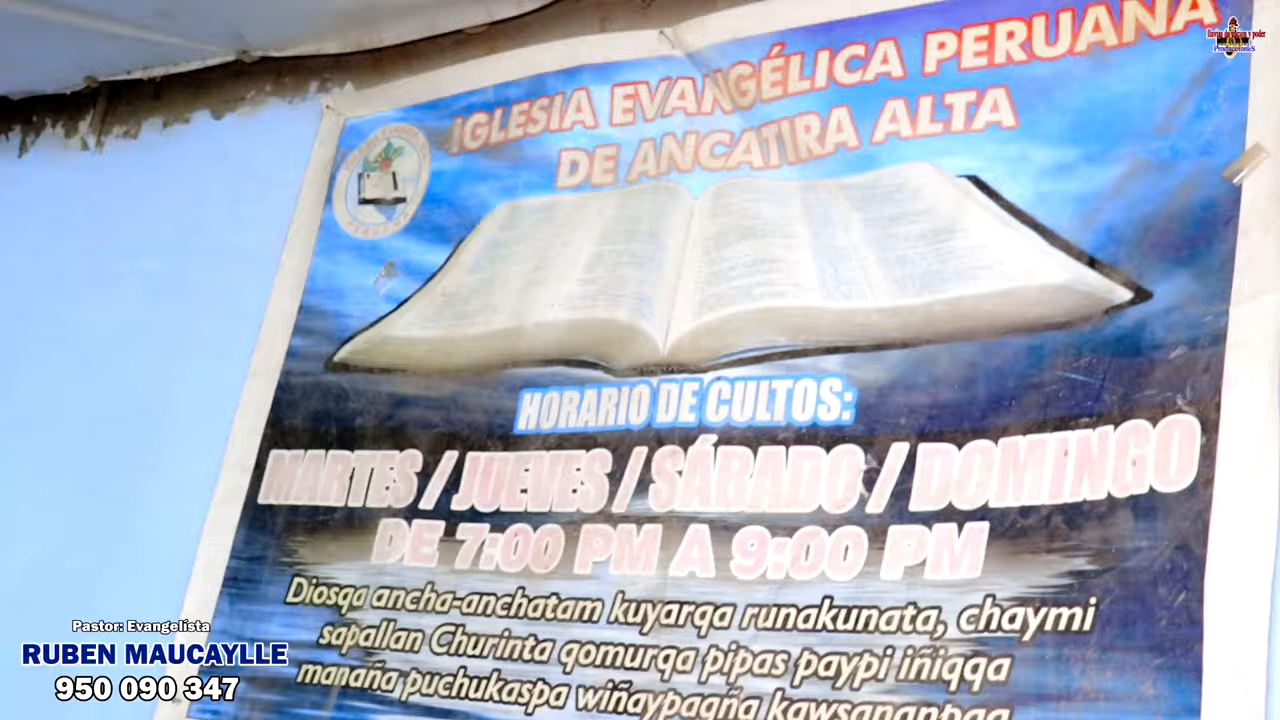 IGLESIA EVANGÉLICA PERUANA
DE ANCATIRA ALTA
HORARIO DE CULTOS:
MARTES / JUEVES / SÁBADO / DOMINGO
DE 7:00 PM A 9:00 PM
Diosqa ancha-anchatam kuyarqa runakunata, chaymi
sapallan Churinta qomurqa pipas paypi iñiqqa
manaña puchukaspa wiñaypaqña kawsananpaq
Pastor: Evangelista
RUBEN MAUCAYLLE
950 090 347